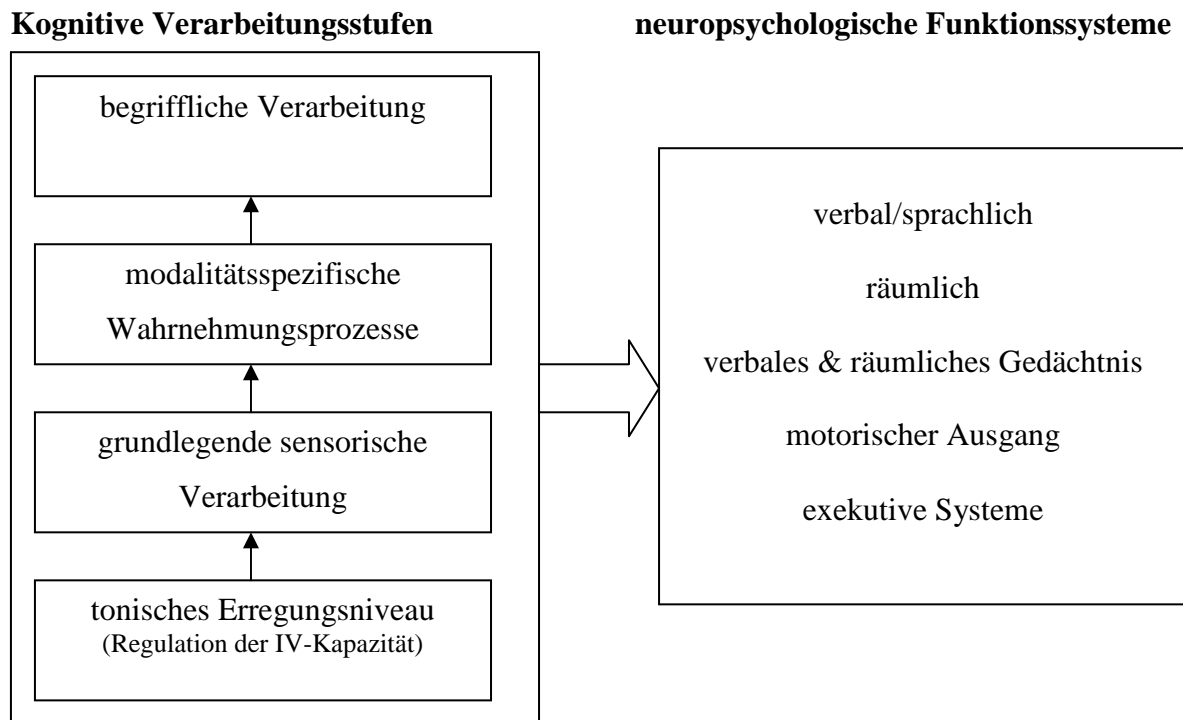 Kognitive Verarbeitungsstufen
neuropsychologische Funktionssysteme
begriffliche Verarbeitung
modalitätsspezifische
Wahrnehmungsprozesse
grundlegende sensorische
Verarbeitung
tonisches Erregungsniveau
(Regulation der IV-Kapazität)
verbal/sprachlich
räumlich
verbales & räumliches Gedächtnis
motorischer Ausgang
exekutive Systeme